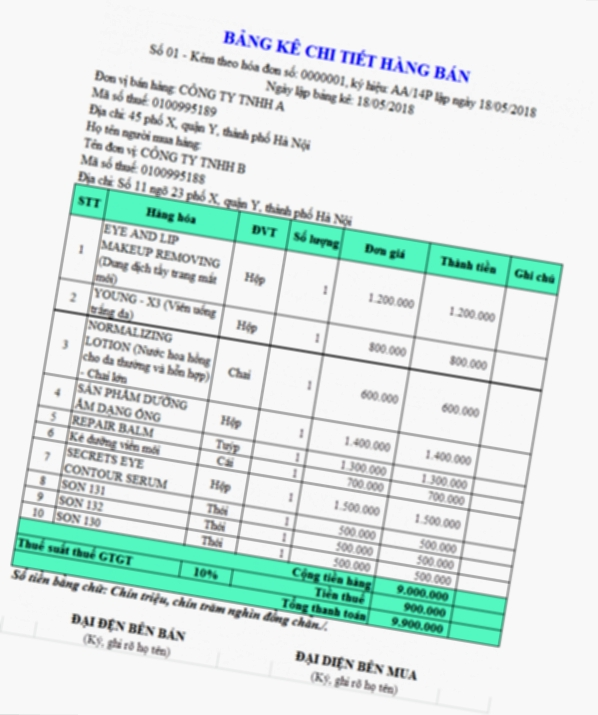 BẢNG KÊ CHI TIẾT HÀNG BÁN
Số 01 - Kèm theo hóa đơn số: 0000001, ký hiệu: AA/14P lập ngày 18/05/2018
Ngày lập bảng kê: 18/05/2018
Đơn vị bán hàng: CÔNG TY TNHH A
Mã số thuế: 0100995189
Địa chỉ: 45 phố X, quận Y, thành phố Hà Nội
Họ tên người mua hàng:
Tên đơn vị: CÔNG TY TNHH B
Mã số thuế: 0100995188
Địa chỉ: Số 11 ngõ 23 phố X, quận Y, thành phố Hà Nội
STT Hàng hóa ĐVT Số lượng Đơn giá Thành tiền Ghi chú
1 EYE AND LIP MAKEUP REMOVING (Dung dịch tẩy trang mắt môi) Hộp 1 1.200.000 1.200.000
2 YOUNG - X3 (Viên uống trắng da) Hộp 1 800.000 800.000
3 NORMALIZING LOTION (Nước hoa hồng cho da thường và hỗn hợp) - Chai lớn Chai 1 600.000 600.000
4 SẢN PHẨM DƯỠNG ẨM DẠNG ỐNG Hộp 1 1.400.000 1.400.000
5 REPAIR BALM Tuýp 1 1.300.000 1.300.000
6 Kẻ dưỡng viền môi Cái 1 700.000 700.000
7 SECRETS EYE CONTOUR SERUM Hộp 1 1.500.000 1.500.000
8 SON 131 Thỏi 1 500.000 500.000
9 SON 132 Thỏi 1 500.000 500.000
10 SON 130 Thỏi 1 500.000 500.000
Cộng tiền hàng 9.000.000
Thuế suất thuế GTGT 10% Tiền thuế 900.000
Tổng thanh toán 9.900.000
Số tiền bằng chữ: Chín triệu, chín trăm nghìn đồng chẵn./.
ĐẠI ĐỆN BÊN BÁN
(Ký, ghi rõ họ tên)
ĐẠI DIỆN BÊN MUA
(Ký, ghi rõ họ tên)